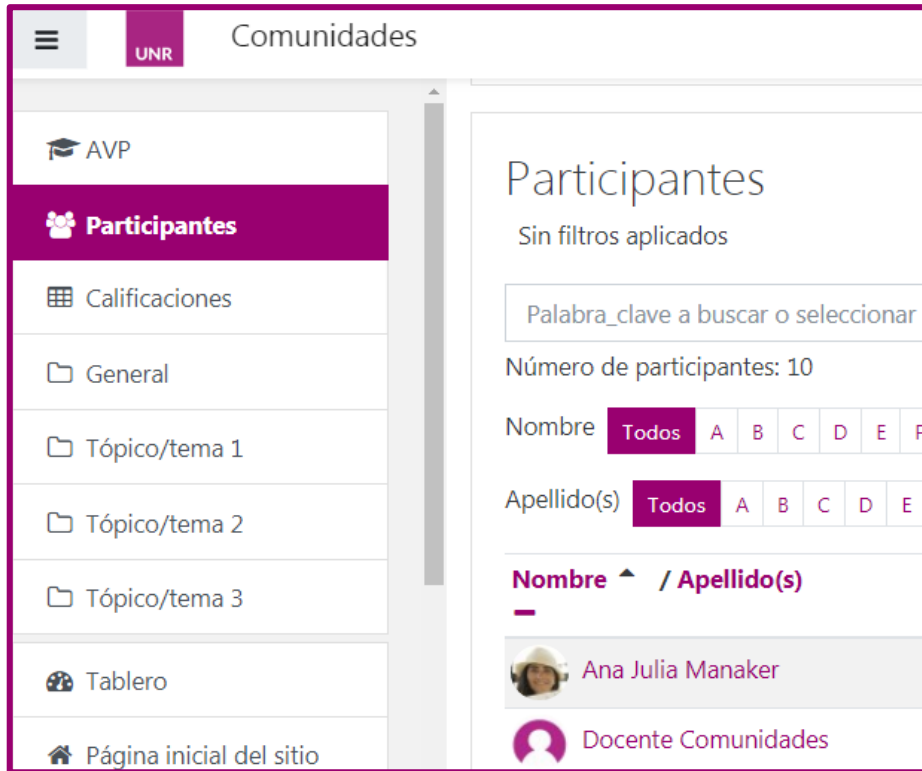 UNR Comunidades
AVP
Participantes
Calificaciones
General
Tópico/tema 1
Tópico/tema 2
Tópico/tema 3
Tablero
Página inicial del sitio
Participantes
Sin filtros aplicados
Palabra_clave a buscar o seleccionar
Número de participantes: 10
Nombre Todos A B C D E F
Apellido(s) Todos A B C D E
Nombre / Apellido(s)
Ana Julia Manaker
Docente Comunidades